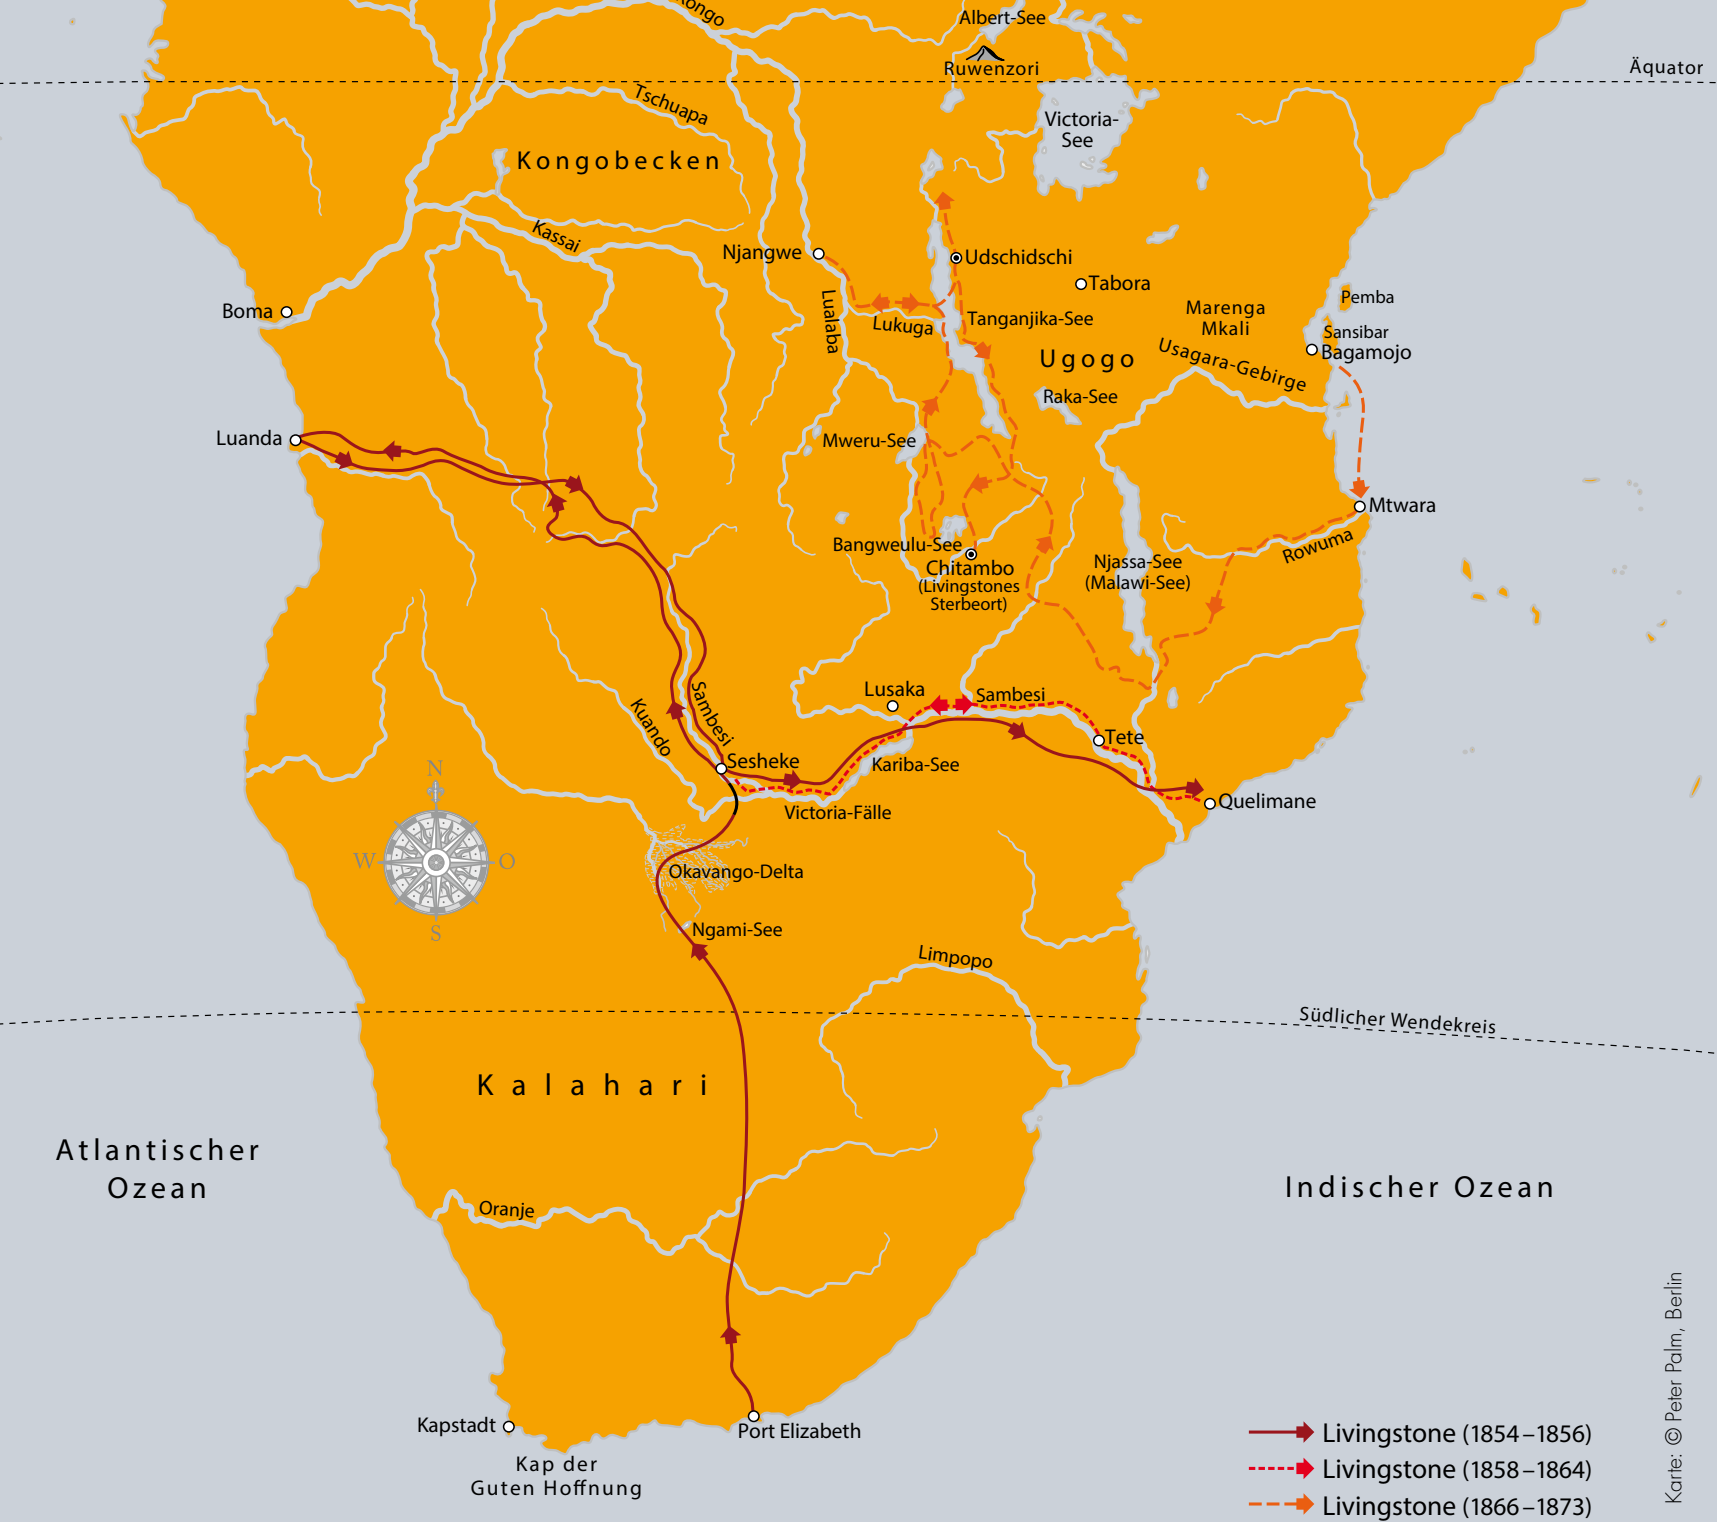 Kongo
Albert-See
Ruwenzori
Äquator
Tschuapa
Victoria-
See
Kongobecken
Kassai
Njangwe
Udschidschi
Tabora
Boma
Lualaba
Lukuga
Tanganjika-See
Marenga
Mkali
Pemba
Sansibar
Bagamojo
Ugogo
Usagara-Gebirge
Raka-See
Luanda
Mweru-See
Mtwara
Bangweulu-See
Chitambo
(Livingstones
Sterbeort)
Njassa-See
(Malawi-See)
Rowuma
Lusaka
Sambesi
Sambesi
Kuando
Tete
Sesheke
Kariba-See
Victoria-Fälle
Quelimane
N
W
O
S
Okavango-Delta
Ngami-See
Limpopo
Südlicher Wendekreis
Kalahari
Atlantischer
Ozean
Indischer Ozean
Oranje
Kapstadt
Port Elizabeth
Kap der
Guten Hoffnung
Livingstone (1854–1856)
Livingstone (1858–1864)
Livingstone (1866–1873)
Karte: © Peter Palm, Berlin